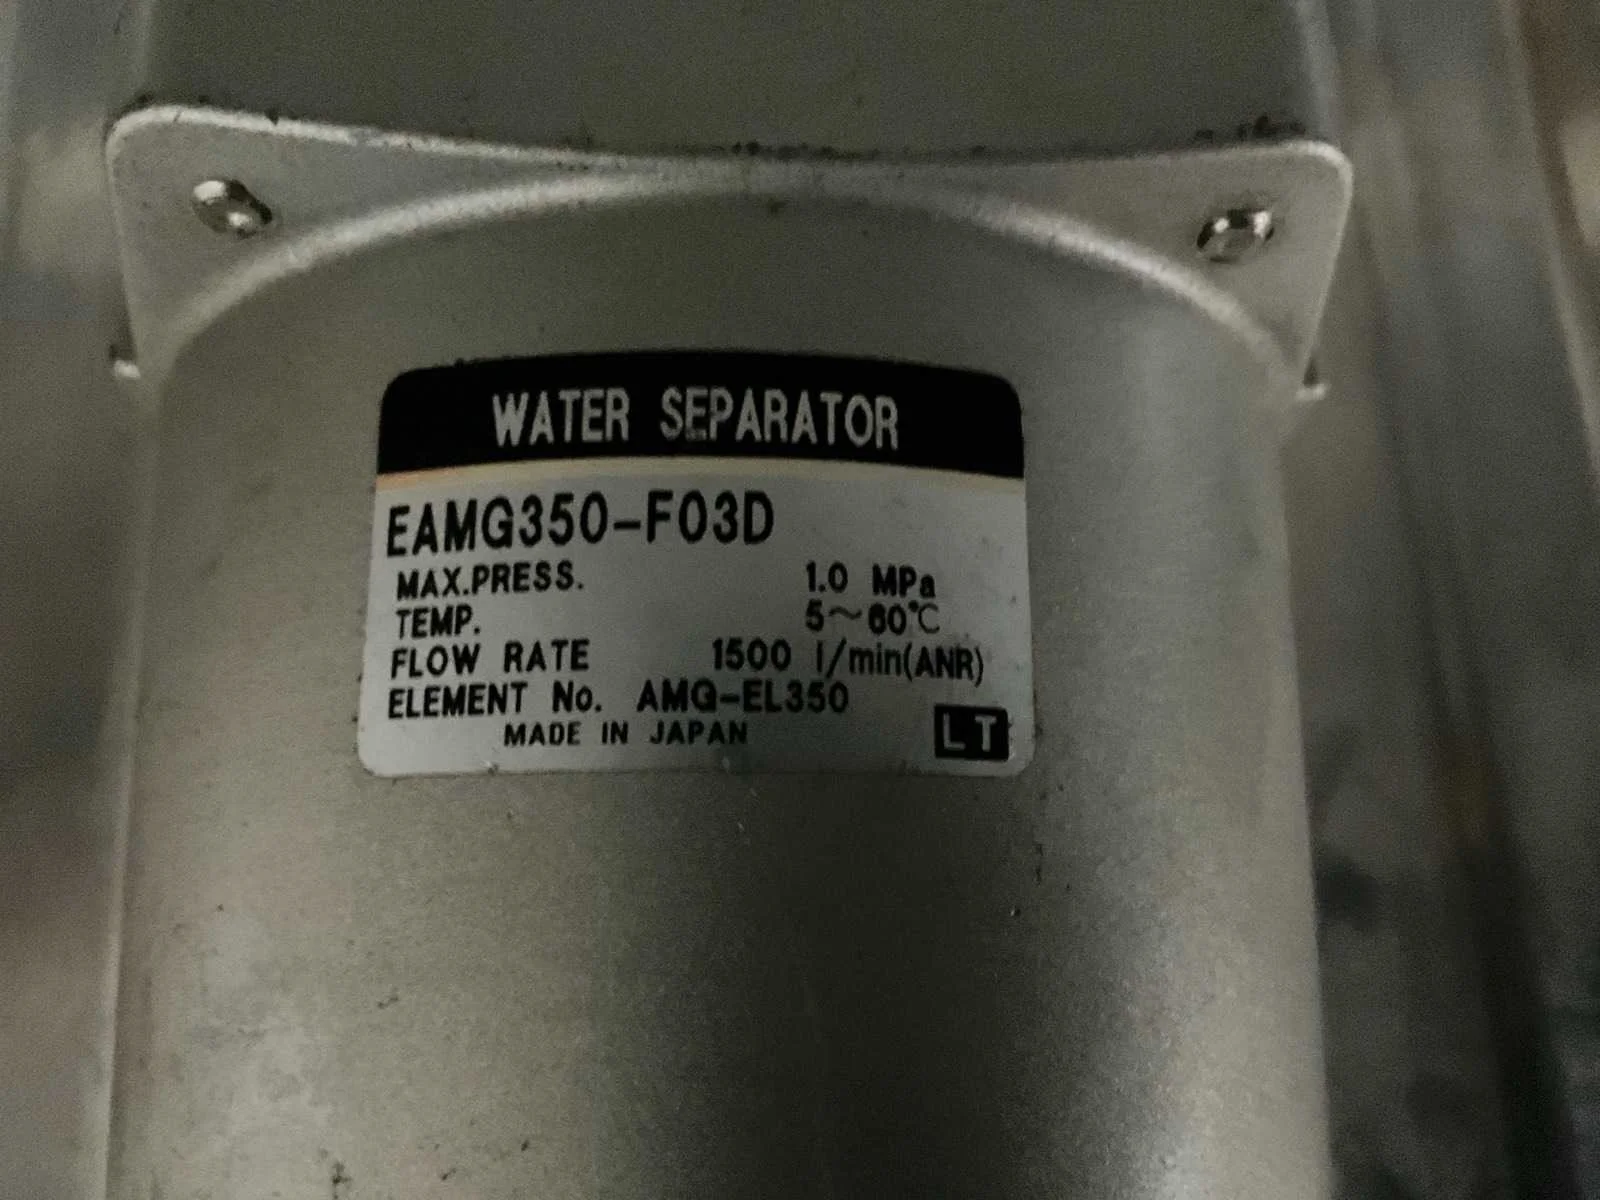 WATER SEPARATOR
EAMG350-F03D
MAX.PRESS. 1.0 MPa
TEMP. 5～60℃
FLOW RATE 1500 l/min(ANR)
ELEMENT No. AMG-EL350
MADE IN JAPAN LT